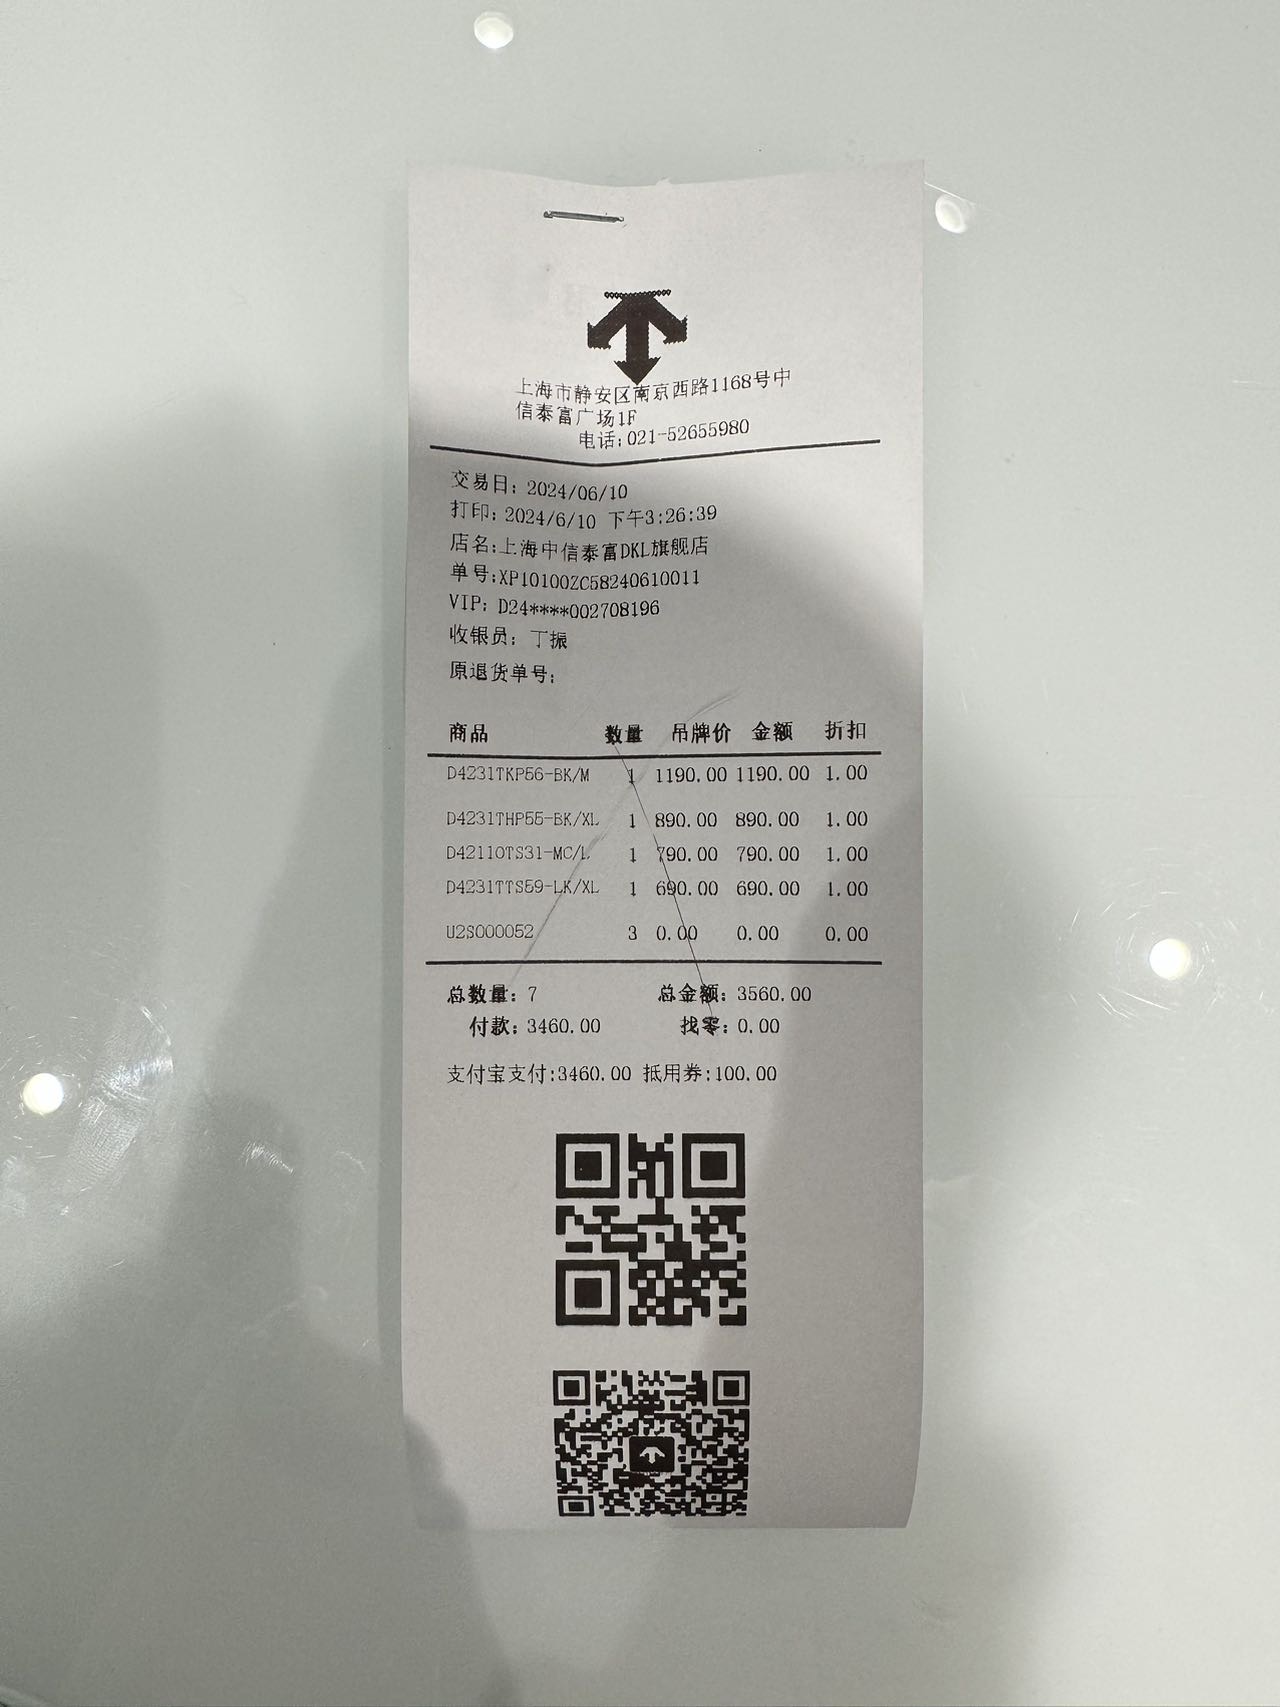 上海市静安区南京西路1168号中
信泰富广场1F
电话:021-52655980
交易日: 2024/06/10
打印: 2024/6/10 下午3:26:39
店名:上海中信泰富DKL旗舰店
单号:XP10100ZC58240610011
VIP: D24****002708196
收银员: 丁振
原退货单号:
商品 数量 吊牌价 金额 折扣
D4231TKP56-BK/M 1 1190.00 1190.00 1.00
D4231THP55-BK/XL 1 890.00 890.00 1.00
D4211OTS31-MC/L 1 790.00 790.00 1.00
D4231TTS59-LK/XL 1 690.00 690.00 1.00
U2S000052 3 0.00 0.00 0.00
总数量: 7 总金额: 3560.00
付款: 3460.00 找零: 0.00
支付宝支付:3460.00 抵用券:100.00